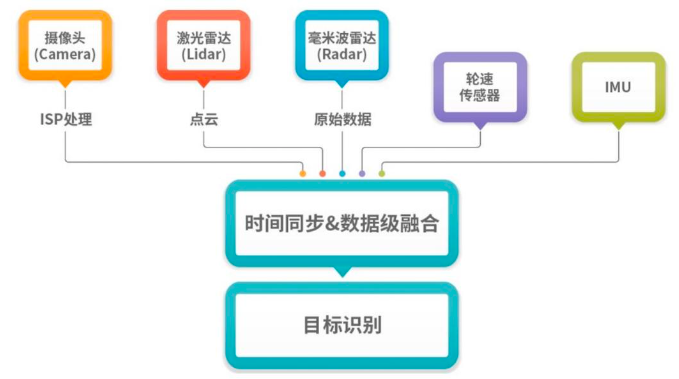 摄像头
(Camera)
激光雷达
(Lidar)
毫米波雷达
(Radar)
轮速
传感器
IMU
ISP处理
点云
原始数据
时间同步&数据级融合
目标识别